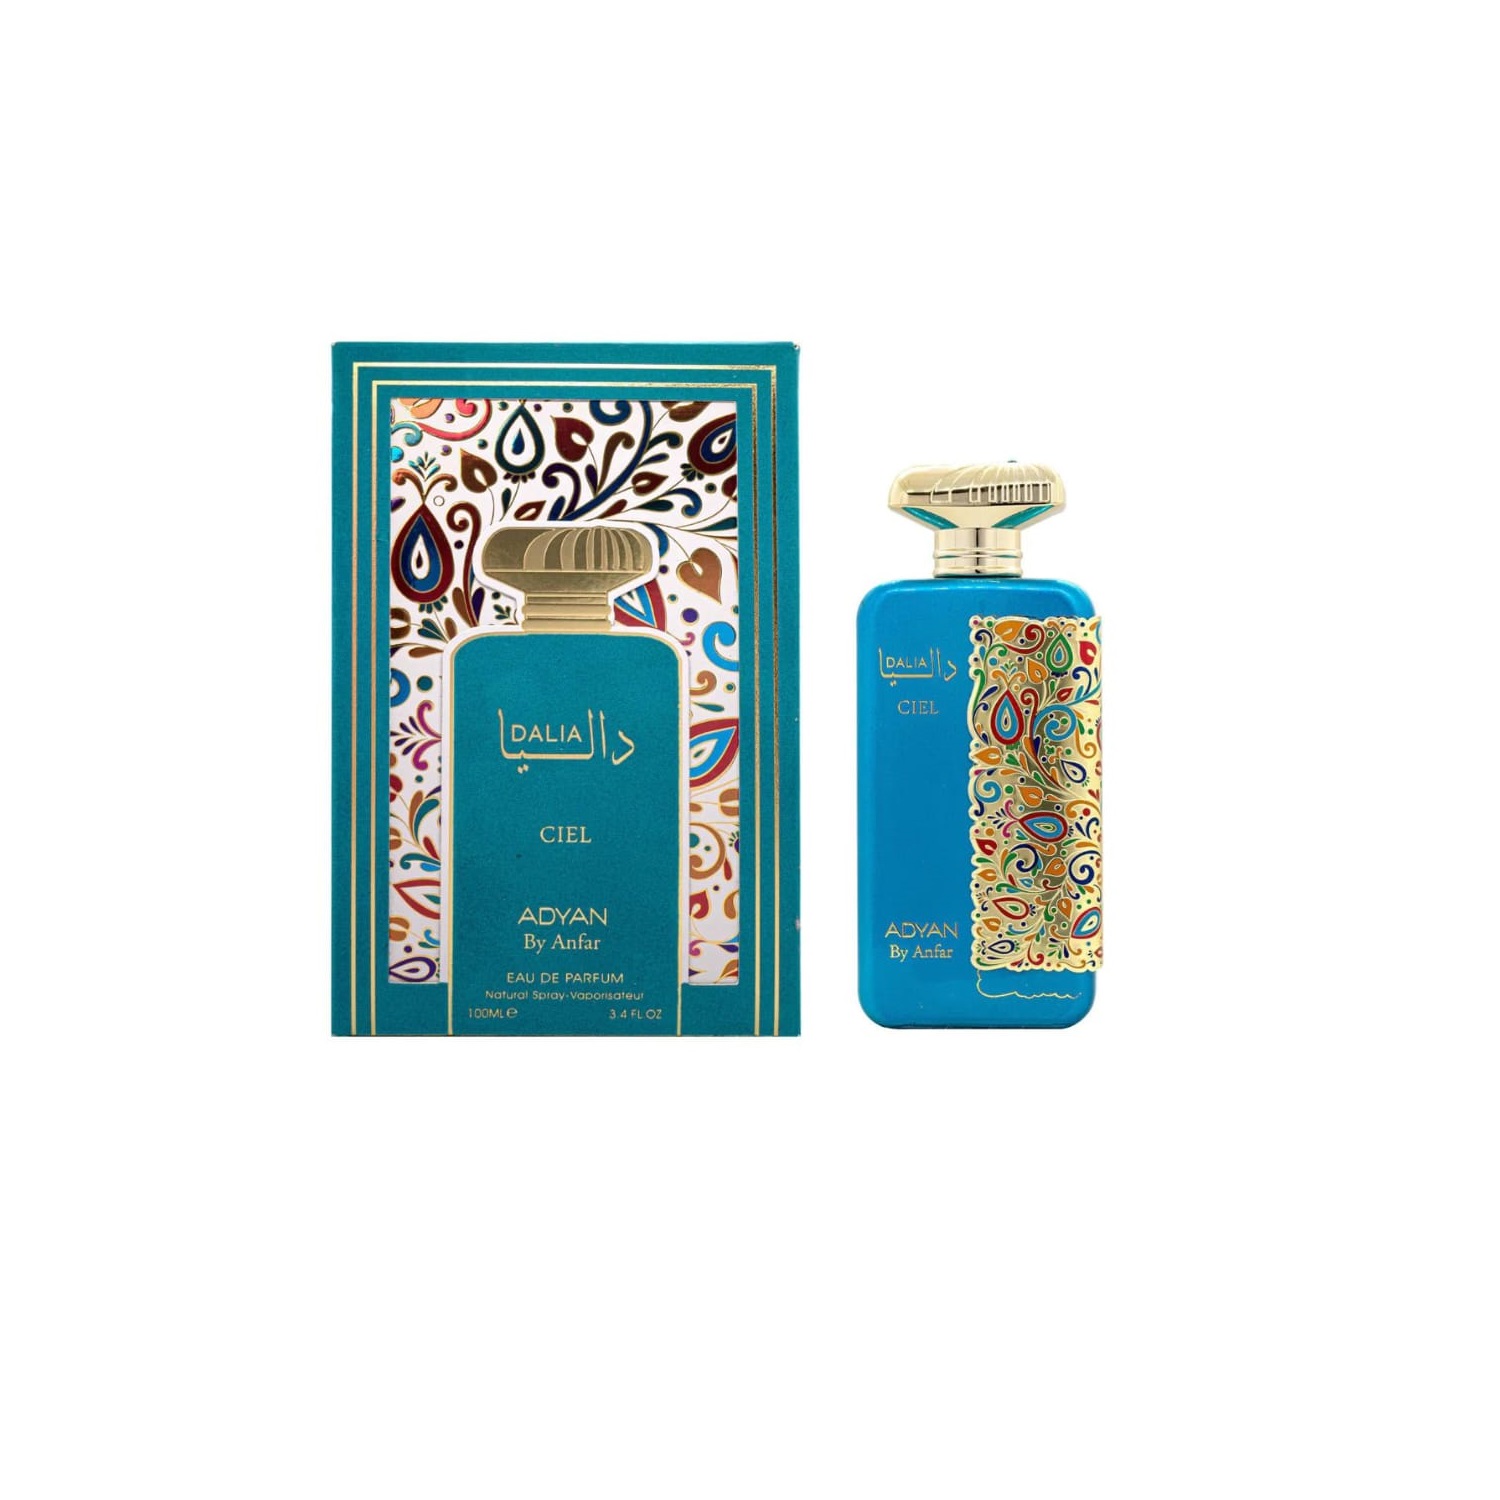 داليا
DALIA
CIEL
ADYAN
By Anfar
EAU DE PARFUM
Natural Spray-Vaporisateur
100ML e 3.4 FL OZ
داليا
DALIA
CIEL
ADYAN
By Anfar